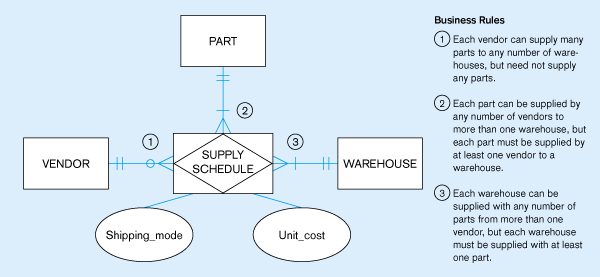 PART
Business Rules
1 Each vendor can supply many
parts to any number of ware-
houses, but need not supply
any parts.
2 Each part can be supplied by
any number of vendors to
more than one warehouse, but
each part must be supplied by
at least one vendor to a
warehouse.
3 Each warehouse can be
supplied with any number of
parts from more than one
vendor, but each warehouse
must be supplied with at least
one part.
2
1
3
VENDOR
SUPPLY
SCHEDULE
WAREHOUSE
Shipping_mode
Unit_cost